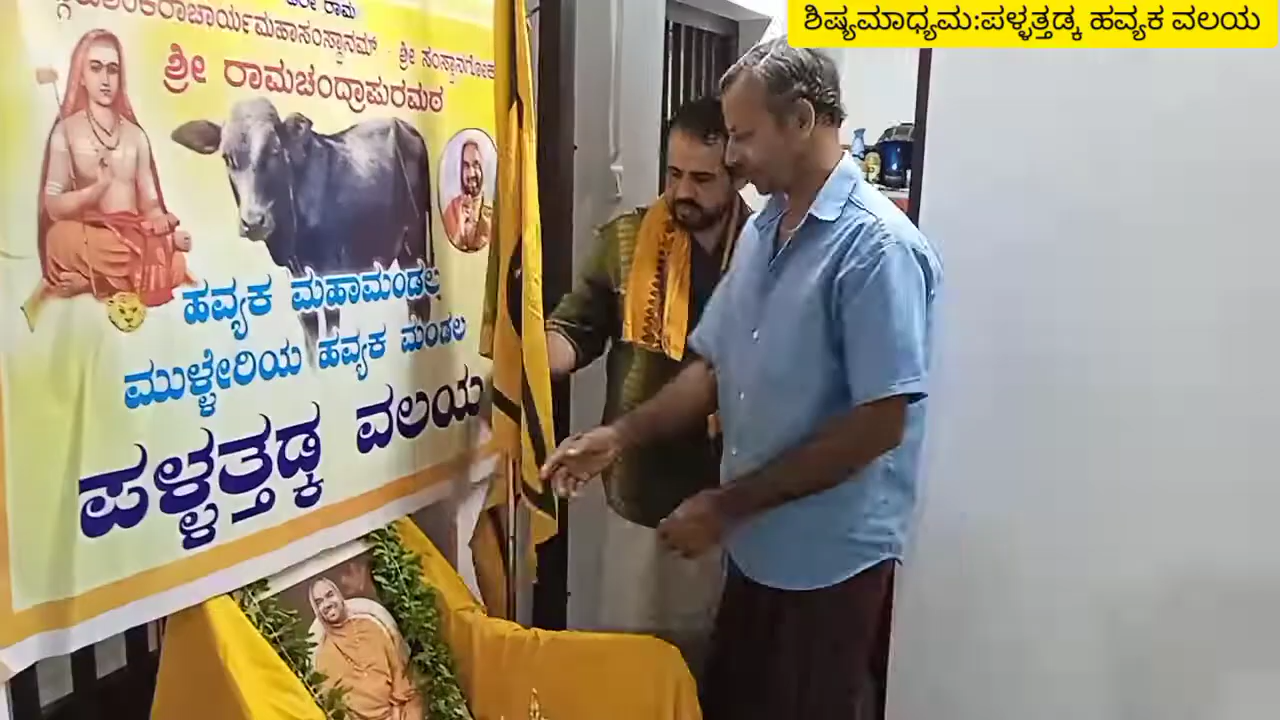 ಶಿಷ್ಯಮಾಧ್ಯಮ:ಪಳ್ಳತ್ತಡ್ಕ ಹವ್ಯಕ ವಲಯ
ಹರೇ ರಾಮ
ಶ್ರೀ ರಾಮಚಂದ್ರಾಪುರಮಠ
ಹವ್ಯಕ ಮಹಾಮಂಡಲ
ಮುಳ್ಳೇರಿಯ ಹವ್ಯಕ ಮಂಡಲ
ಪಳ್ಳತ್ತಡ್ಕ ವಲಯ